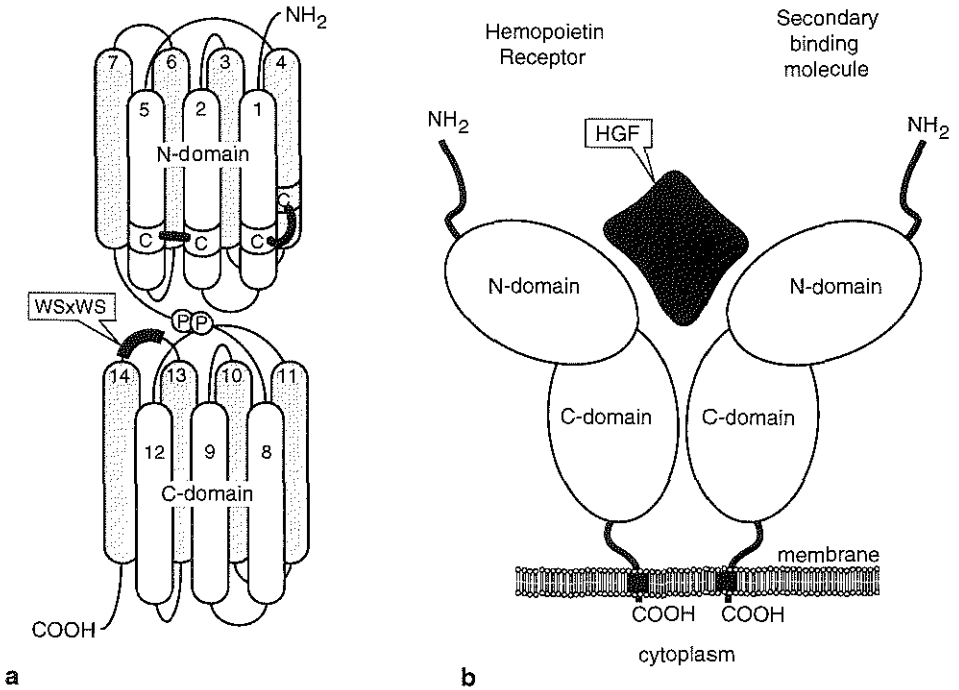 NH2
7
6
3
4
5
2
1
N-domain
C
C
C
C
WSxWS
P
P
14
13
10
11
12
9
8
C-domain
COOH
a
Hemopoietin
Receptor
Secondary
binding
molecule
NH2
HGF
NH2
N-domain
N-domain
C-domain
C-domain
membrane
COOH
COOH
cytoplasm
b